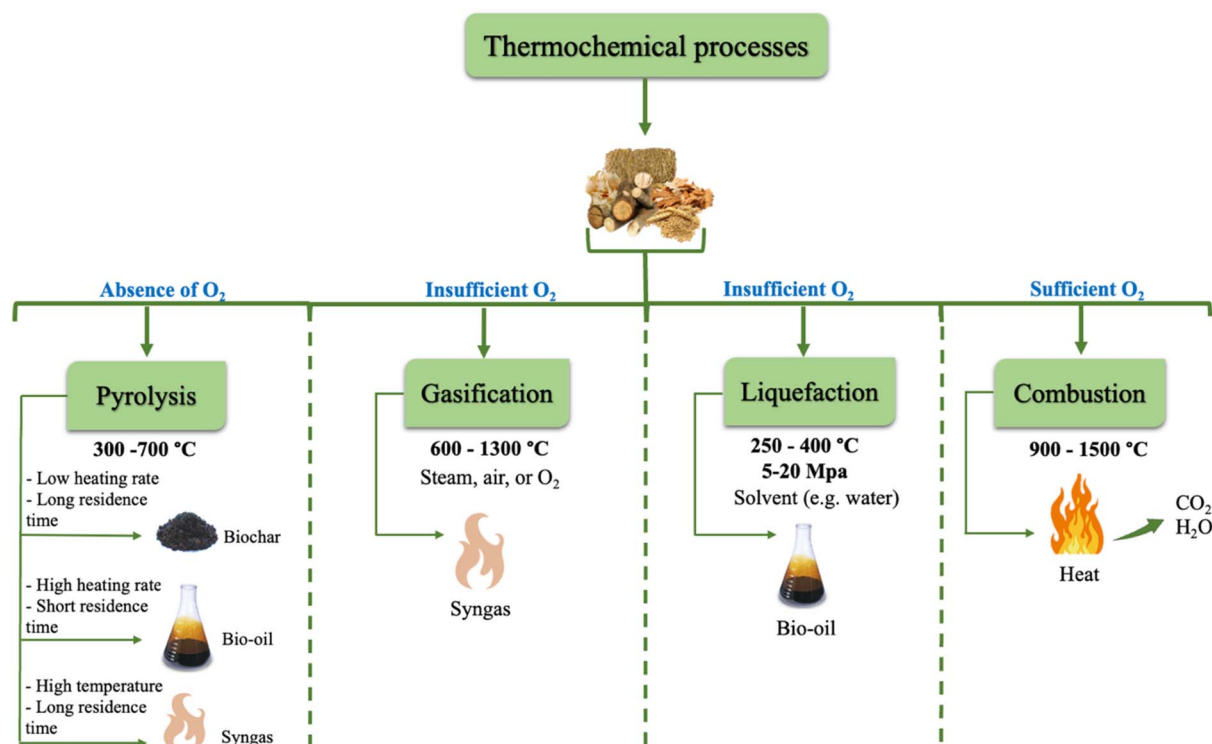 Thermochemical processes
Absence of O₂
Insufficient O₂
Insufficient O₂
Sufficient O₂
Pyrolysis
Gasification
Liquefaction
Combustion
300 -700 °C
- Low heating rate
- Long residence
time
Biochar
- High heating rate
- Short residence
time
Bio-oil
- High temperature
- Long residence
time
Syngas
600 - 1300 °C
Steam, air, or O₂
Syngas
250 - 400 °C
5-20 Mpa
Solvent (e.g. water)
Bio-oil
900 - 1500 °C
Heat
CO₂
H₂O